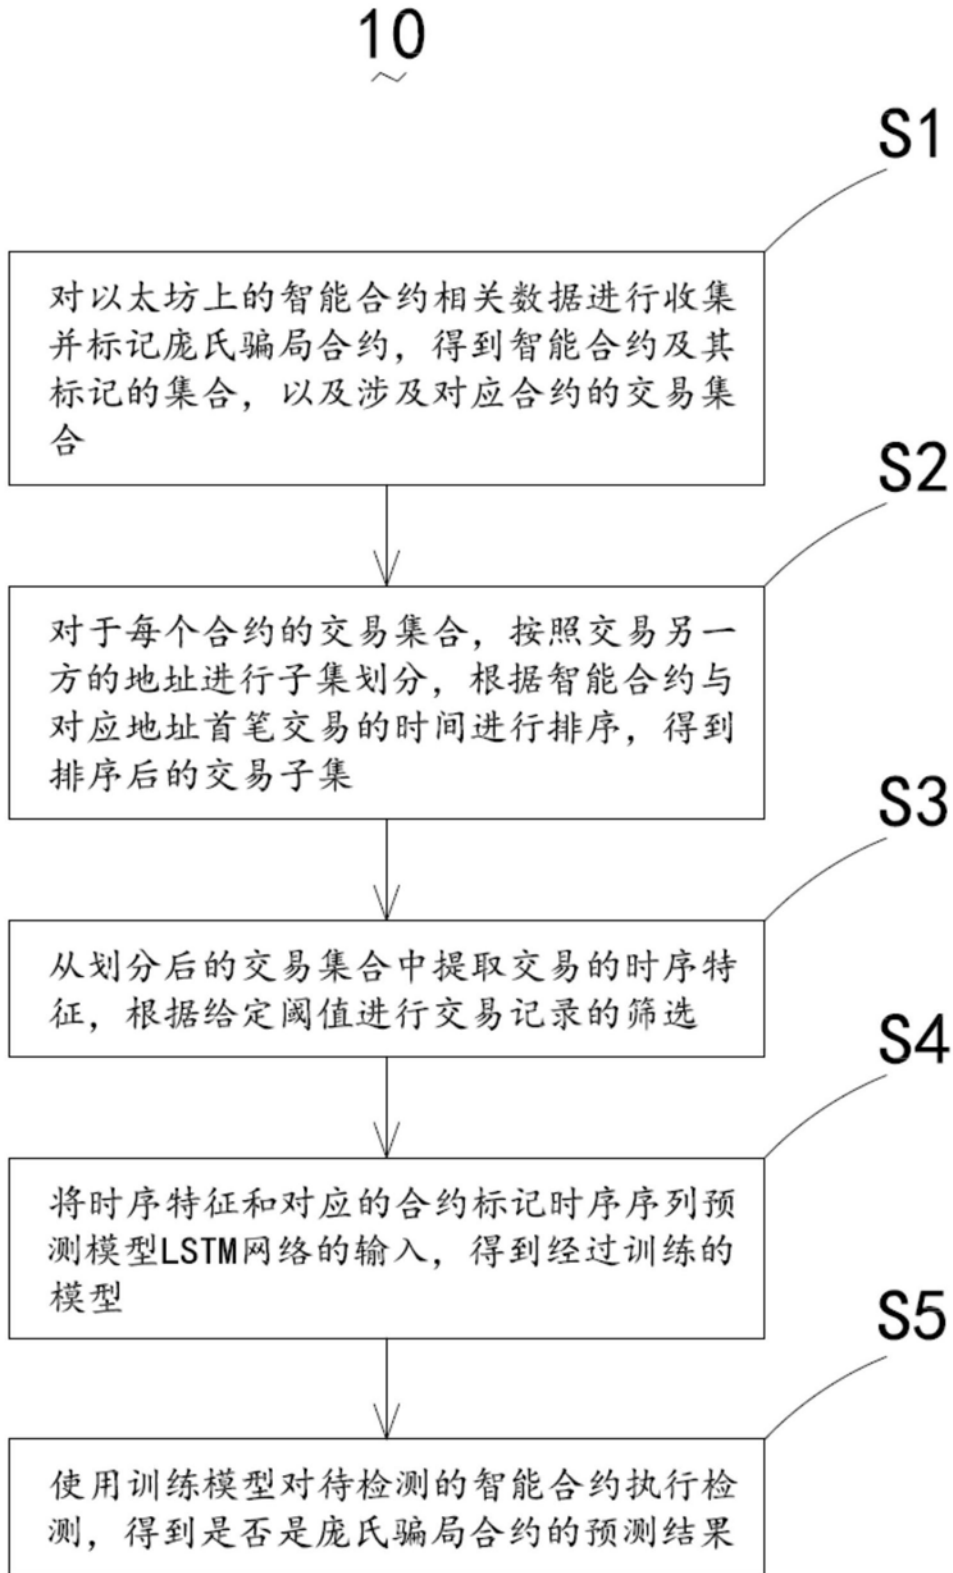 10
S1
对以太坊上的智能合约相关数据进行收集
并标记庞氏骗局合约，得到智能合约及其
标记的集合，以及涉及对应合约的交易集
合
S2
对于每个合约的交易集合，按照交易另一
方的地址进行子集划分，根据智能合约与
对应地址首笔交易的时间进行排序，得到
排序后的交易子集
S3
从划分后的交易集合中提取交易的时序特
征，根据给定阈值进行交易记录的筛选
S4
将时序特征和对应的合约标记时序序列预
测模型LSTM网络的输入，得到经过训练的
模型
S5
使用训练模型对待检测的智能合约执行检
测，得到是否是庞氏骗局合约的预测结果